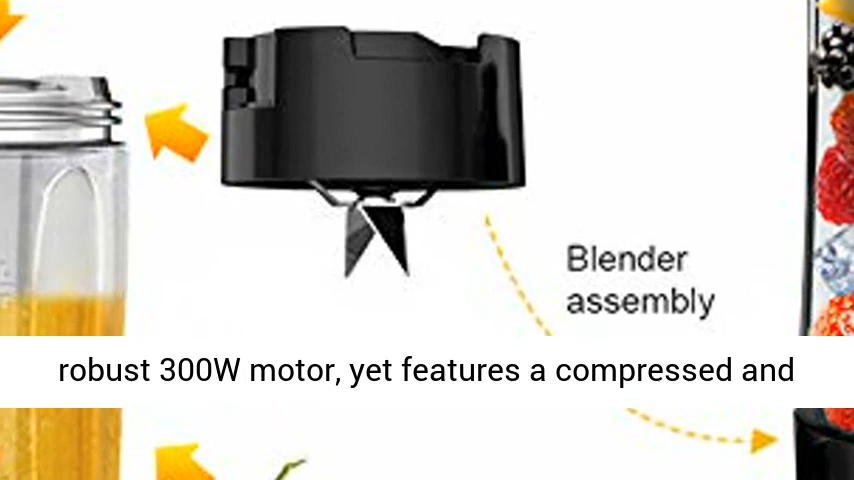 Blender
assembly
robust 300W motor, yet features a compressed and